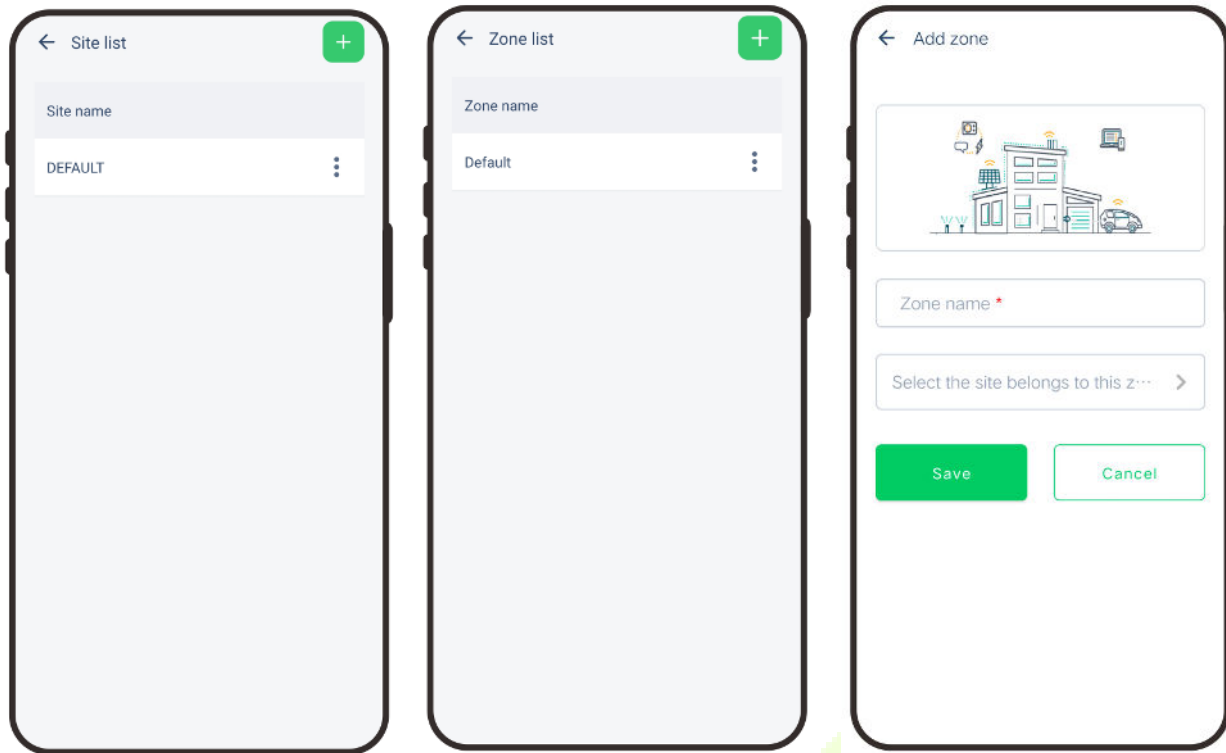 Site list
Site name
DEFAULT
Zone list
Zone name
Default
Add zone
Zone name *
Select the site belongs to this z···
Save
Cancel